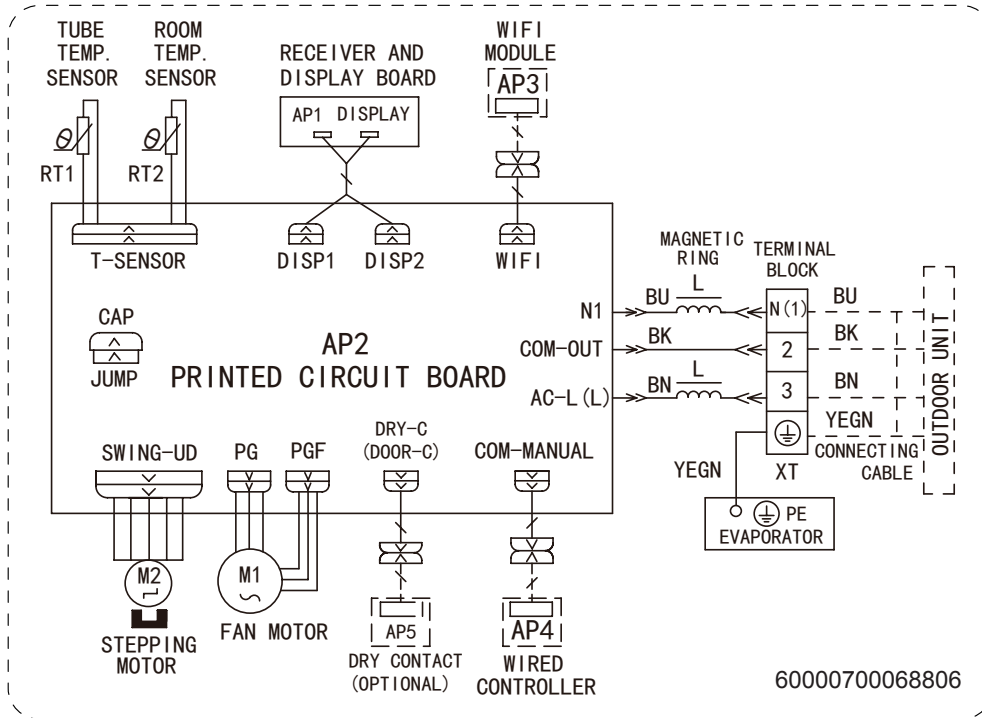 TUBE
TEMP.
SENSOR
ROOM
TEMP.
SENSOR
RECEIVER AND
DISPLAY BOARD
WIFI
MODULE
AP3
AP1 DISPLAY
θ
RT1
θ
RT2
T-SENSOR
DISP1
DISP2
WIFI
MAGNETIC
RING
TERMINAL
BLOCK
CAP
JUMP
AP2
PRINTED CIRCUIT BOARD
N1
BU
L
N(1)
BU
COM-OUT
BK
2
BK
AC-L(L)
BN
L
3
BN
YEGN
CONNECTING
CABLE
OUTDOOR UNIT
XT
YEGN
PE
EVAPORATOR
SWING-UD
PG
PGF
DRY-C
(DOOR-C)
COM-MANUAL
M2
STEPPING
MOTOR
M1
FAN MOTOR
AP5
DRY CONTACT
(OPTIONAL)
AP4
WIRED
CONTROLLER
60000700068806